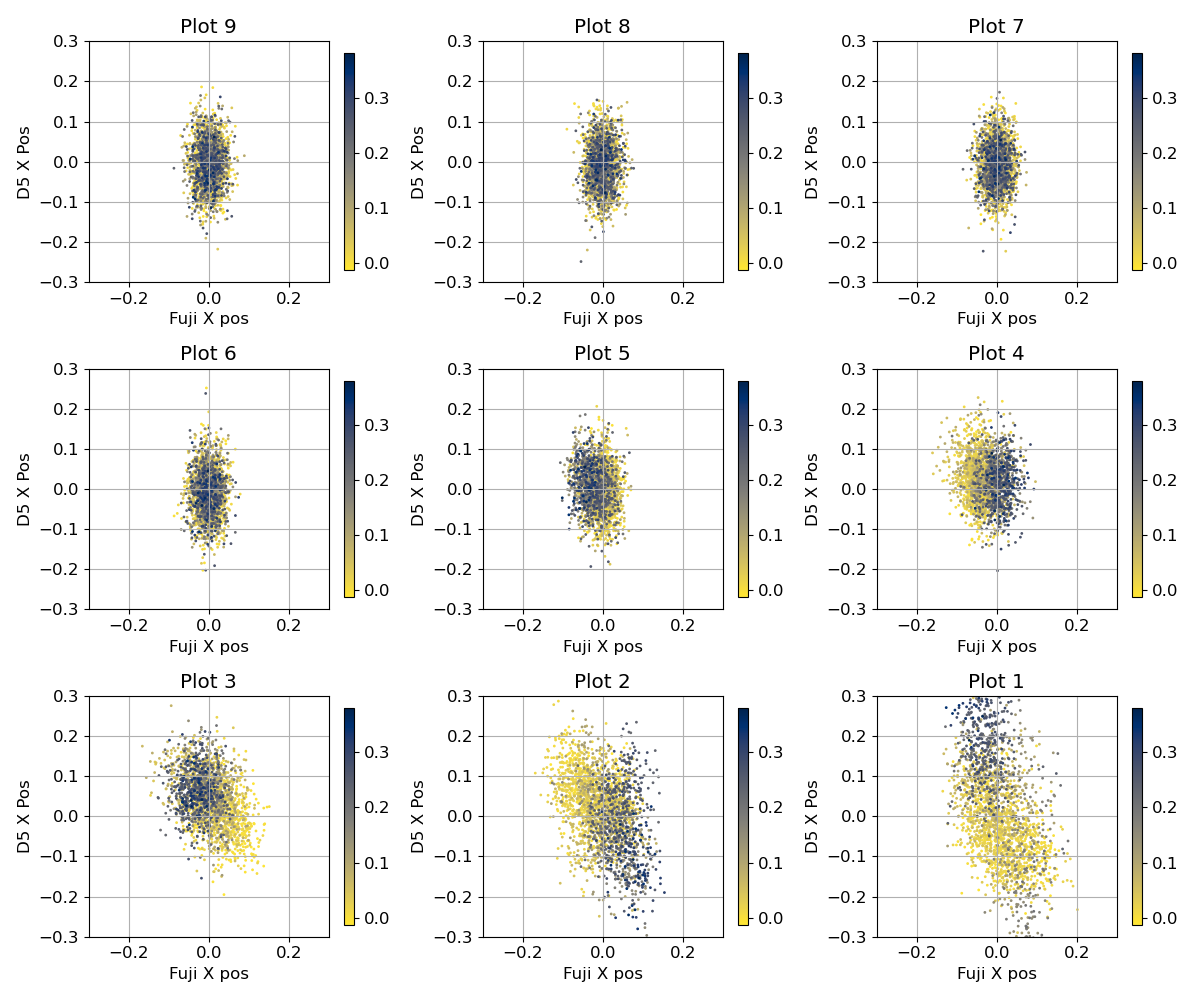 Plot 9 Plot 8 Plot 7
0.3 0.2 0.1 0.0 −0.1 −0.2 −0.3 0.3 0.2 0.1 0.0 −0.1 −0.2 −0.3 0.3 0.2 0.1 0.0 −0.1 −0.2 −0.3
D5 X Pos D5 X Pos D5 X Pos
0.3 0.2 0.1 0.0 0.3 0.2 0.1 0.0 0.3 0.2 0.1 0.0
−0.2 0.0 0.2 −0.2 0.0 0.2 −0.2 0.0 0.2
Fuji X pos Fuji X pos Fuji X pos
Plot 6 Plot 5 Plot 4
0.3 0.2 0.1 0.0 −0.1 −0.2 −0.3 0.3 0.2 0.1 0.0 −0.1 −0.2 −0.3 0.3 0.2 0.1 0.0 −0.1 −0.2 −0.3
D5 X Pos D5 X Pos D5 X Pos
0.3 0.2 0.1 0.0 0.3 0.2 0.1 0.0 0.3 0.2 0.1 0.0
−0.2 0.0 0.2 −0.2 0.0 0.2 −0.2 0.0 0.2
Fuji X pos Fuji X pos Fuji X pos
Plot 3 Plot 2 Plot 1
0.3 0.2 0.1 0.0 −0.1 −0.2 −0.3 0.3 0.2 0.1 0.0 −0.1 −0.2 −0.3 0.3 0.2 0.1 0.0 −0.1 −0.2 −0.3
D5 X Pos D5 X Pos D5 X Pos
0.3 0.2 0.1 0.0 0.3 0.2 0.1 0.0 0.3 0.2 0.1 0.0
−0.2 0.0 0.2 −0.2 0.0 0.2 −0.2 0.0 0.2
Fuji X pos Fuji X pos Fuji X pos